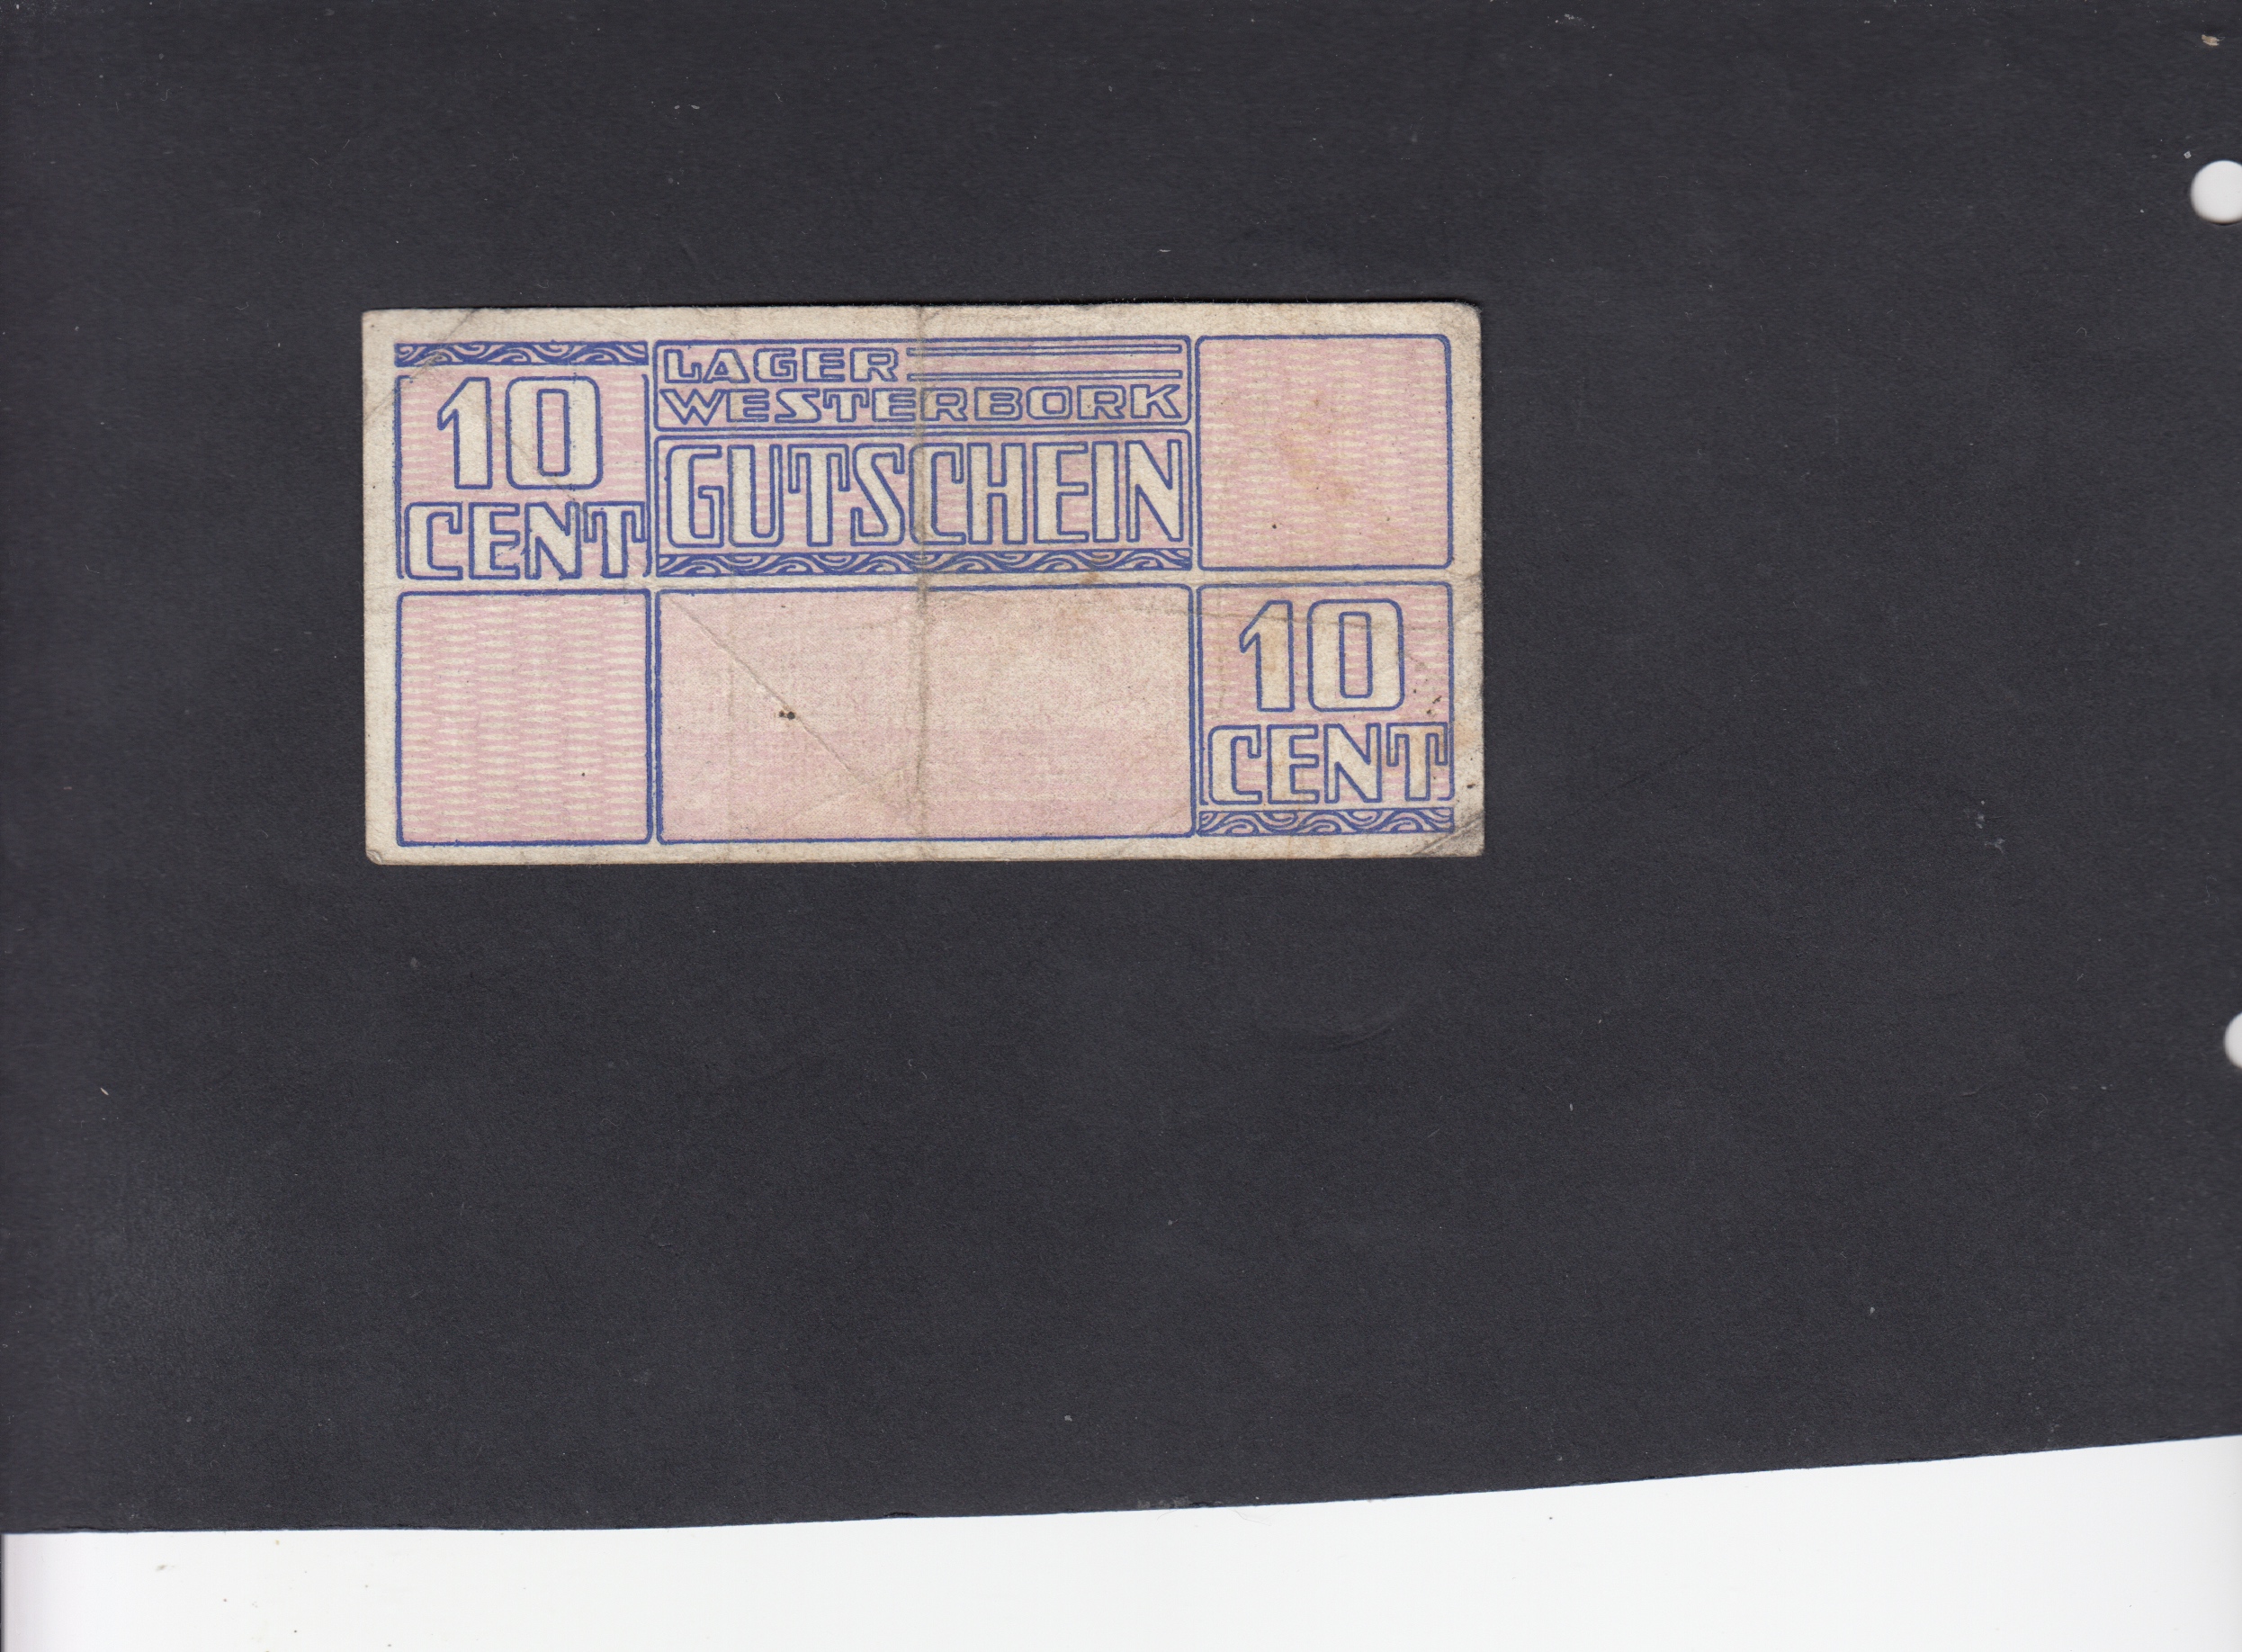 10
CENT
LAGER
WESTERBORK
GUTSCHEIN
10
CENT